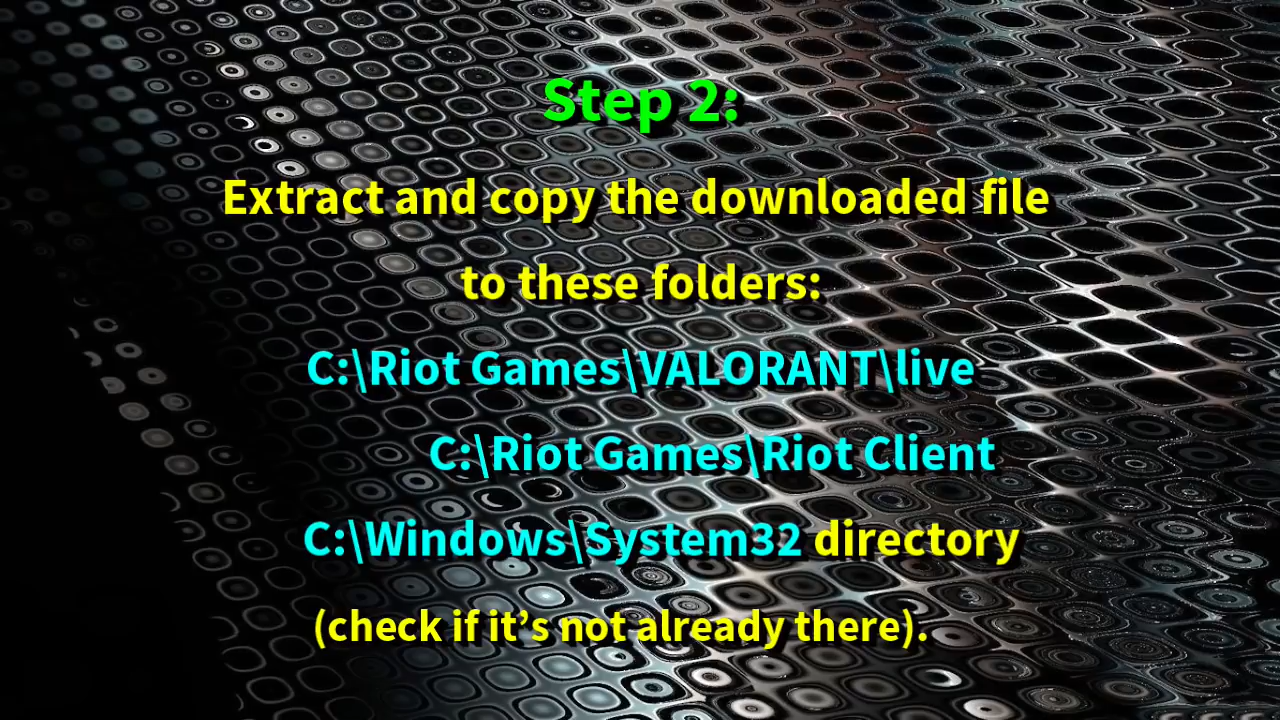 Step 2:
Extract and copy the downloaded file
to these folders:
C:\Riot Games\VALORANT\live
C:\Riot Games\Riot Client
C:\Windows\System32 directory
(check if it’s not already there).